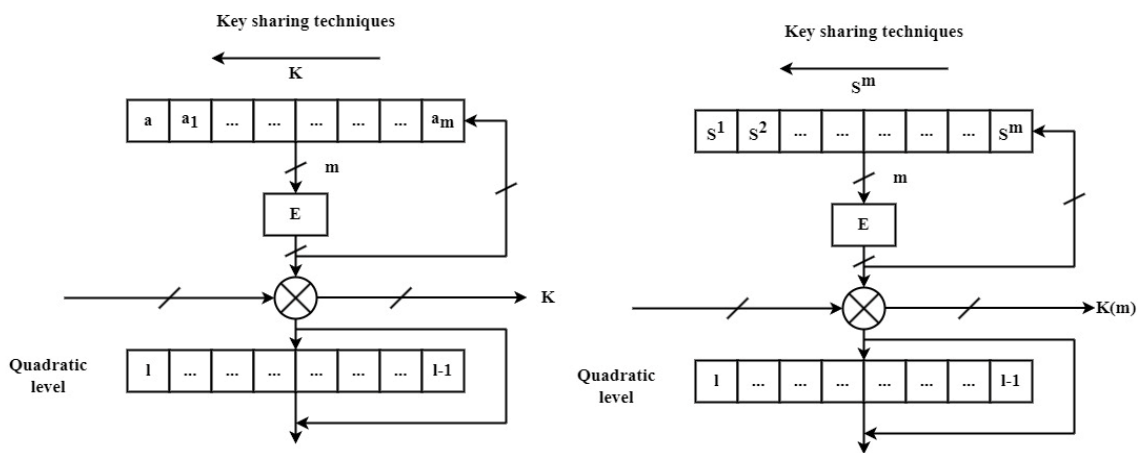 Key sharing techniques
K
a a1 ... ... ... ... ... am
m
E
K
Quadratic
level
l ... ... ... ... ... ... l-1
Key sharing techniques
Sm
S1 S2 ... ... ... ... ... Sm
m
E
K(m)
Quadratic
level
l ... ... ... ... ... ... l-1